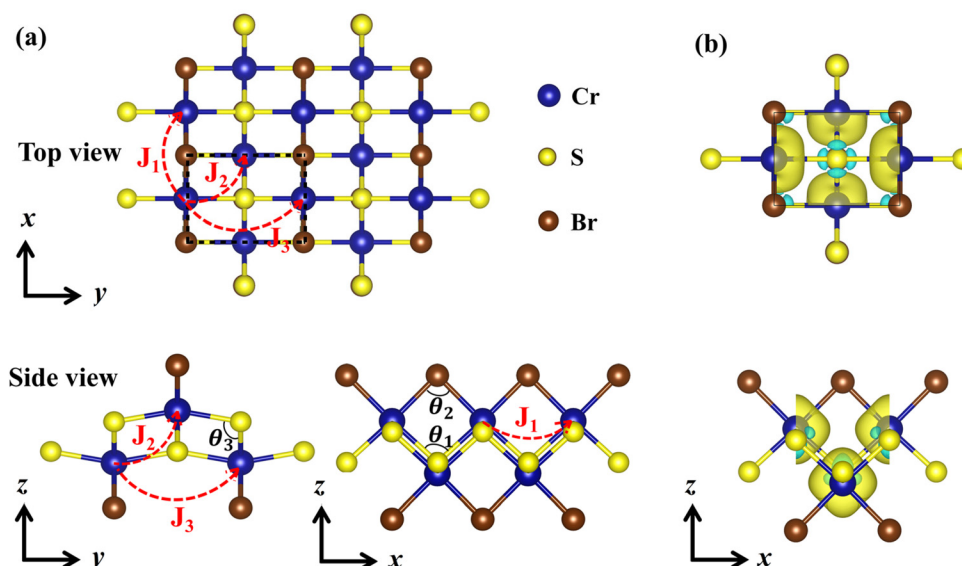 (a)
(b)
J1
J2
J3
Cr
S
Br
Top view
x
y
Side view
J2
θ3
J3
z
y
θ2
θ1
J1
z
x
z
x